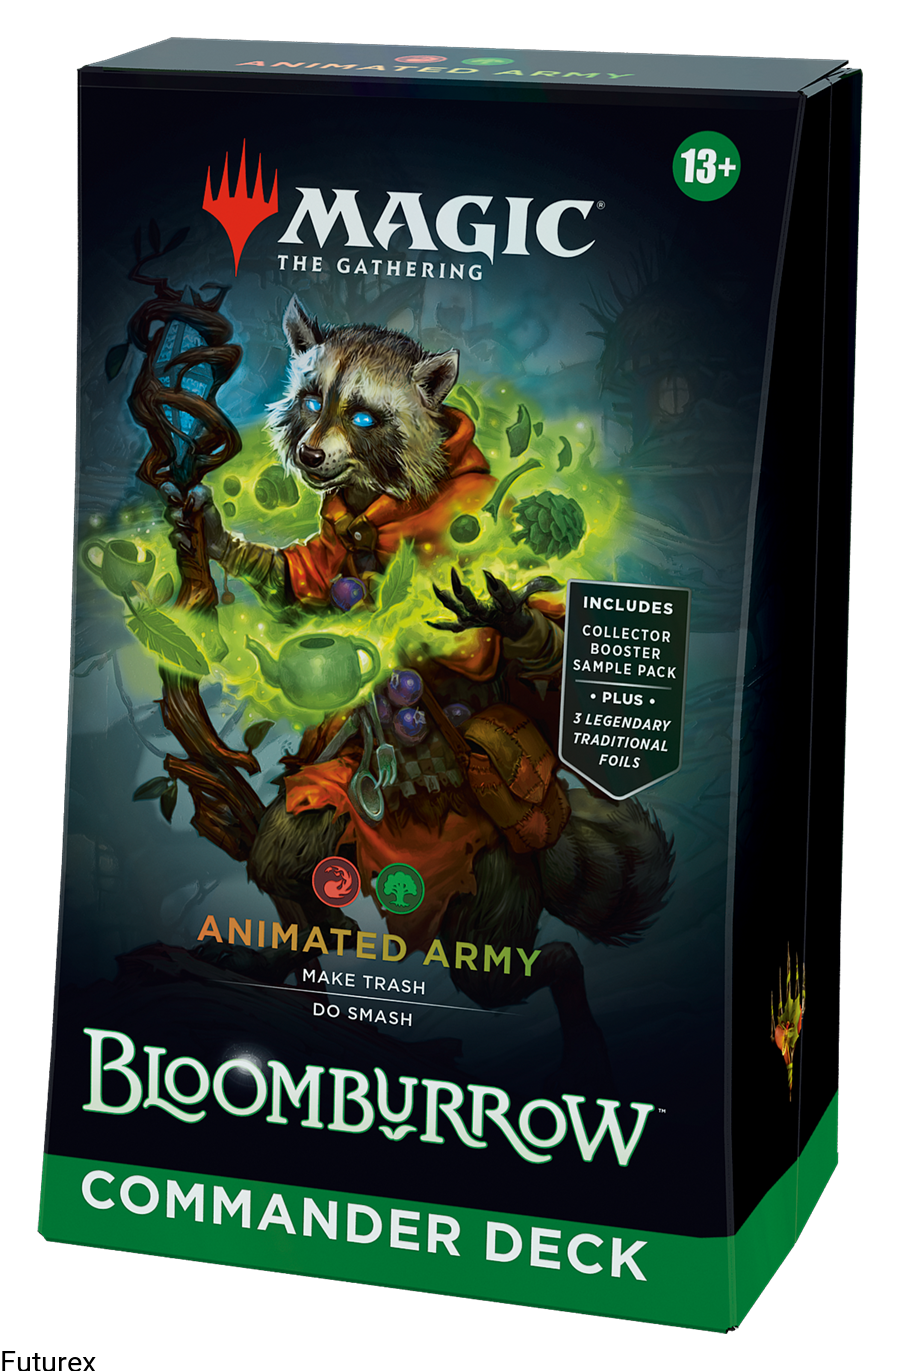 ANIMATED ARMY
13+
MAGIC®
THE GATHERING
INCLUDES
COLLECTOR
BOOSTER
SAMPLE PACK
• PLUS •
3 LEGENDARY
TRADITIONAL
FOILS
ANIMATED ARMY
MAKE TRASH
DO SMASH
BLOOMBURROW™
COMMANDER DECK
Futurex